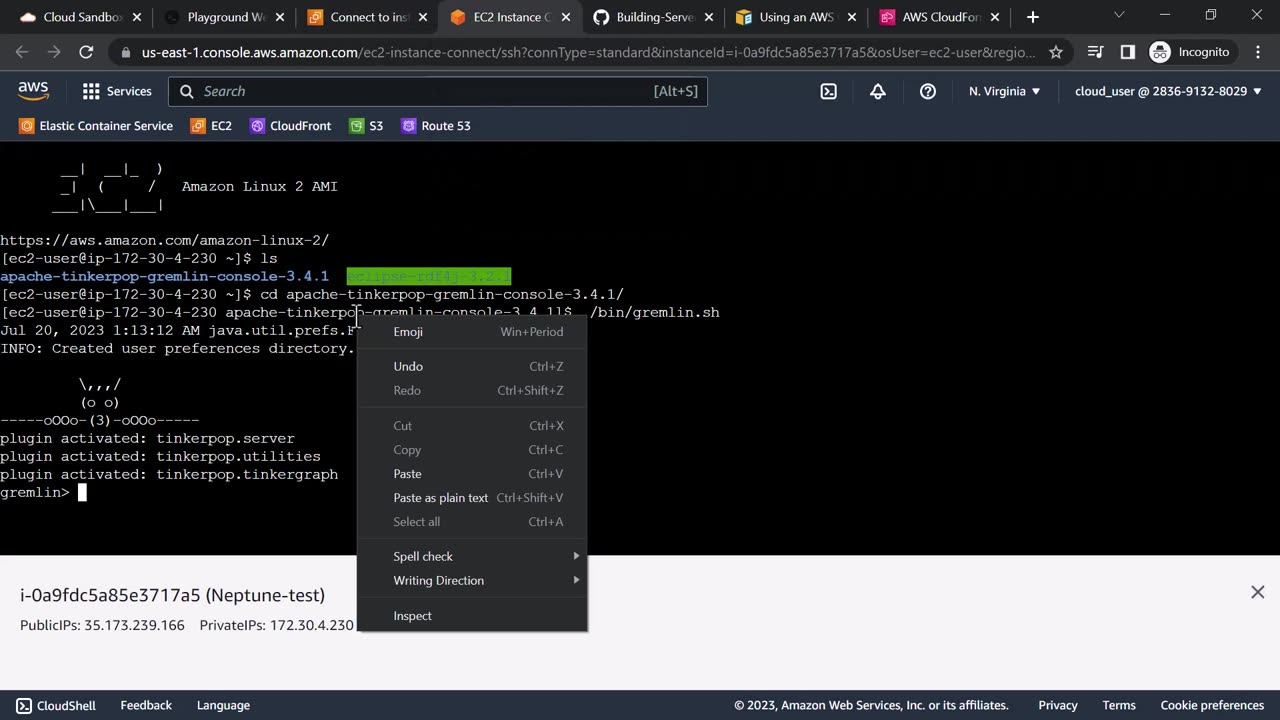 Cloud Sandbox
Playground We
Connect to ins
EC2 Instance C
Building-Serve
Using an AWS
AWS CloudFor
us-east-1.console.aws.amazon.com/ec2-instance-connect/ssh?connType=standard&instanceId=i-0a9fdc5a85e3717a5&osUser=ec2-user&regio...
Incognito
aws
Services
Search
[Alt+S]
N. Virginia
cloud_user @ 2836-9132-8029
Elastic Container Service
EC2
CloudFront
S3
Route 53
Amazon Linux 2 AMI
https://aws.amazon.com/amazon-linux-2/
[ec2-user@ip-172-30-4-230 ~]$ ls
apache-tinkerpop-gremlin-console-3.4.1 eclipse-rdf4j-3.2.1
[ec2-user@ip-172-30-4-230 ~]$ cd apache-tinkerpop-gremlin-console-3.4.1/
[ec2-user@ip-172-30-4-230 apache-tinkerpop-gremlin-console-3.4.1]$ ./bin/gremlin.sh
Jul 20, 2023 1:13:12 AM java.util.prefs.
INFO: Created user preferences directory.
\,,,/
(o o)
-----oOOo-(3)-oOOo-----
plugin activated: tinkerpop.server
plugin activated: tinkerpop.utilities
plugin activated: tinkerpop.tinkergraph
gremlin>
Emoji Win+Period
Undo Ctrl+Z
Redo Ctrl+Shift+Z
Cut Ctrl+X
Copy Ctrl+C
Paste Ctrl+V
Paste as plain text Ctrl+Shift+V
Select all Ctrl+A
Spell check
Writing Direction
Inspect
i-0a9fdc5a85e3717a5 (Neptune-test)
PublicIPs: 35.173.239.166 PrivateIPs: 172.30.4.230
CloudShell
Feedback
Language
© 2023, Amazon Web Services, Inc. or its affiliates.
Privacy
Terms
Cookie preferences